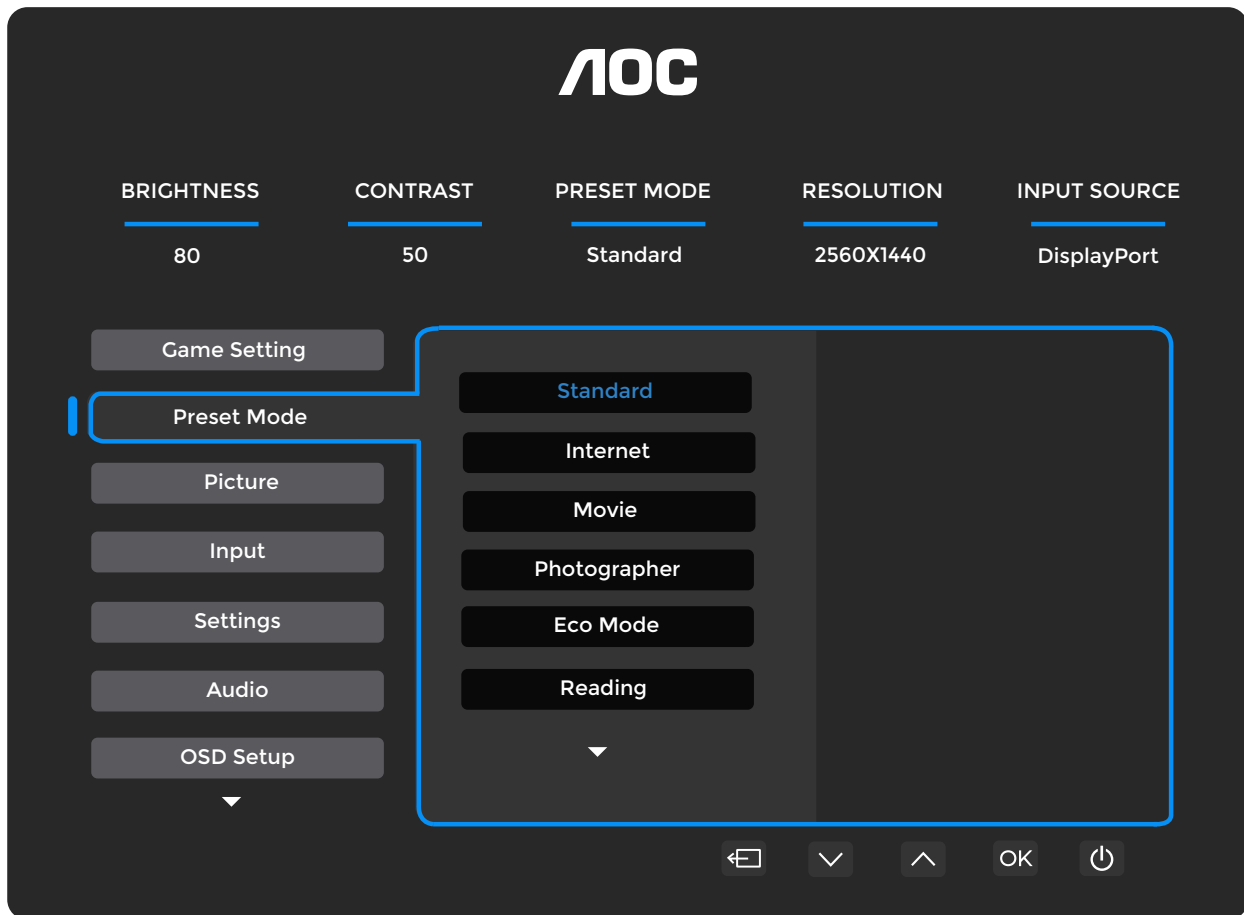 AOC
BRIGHTNESS CONTRAST PRESET MODE RESOLUTION INPUT SOURCE
80 50 Standard 2560X1440 DisplayPort
Game Setting
Preset Mode
Picture
Input
Settings
Audio
OSD Setup
Standard
Internet
Movie
Photographer
Eco Mode
Reading
OK